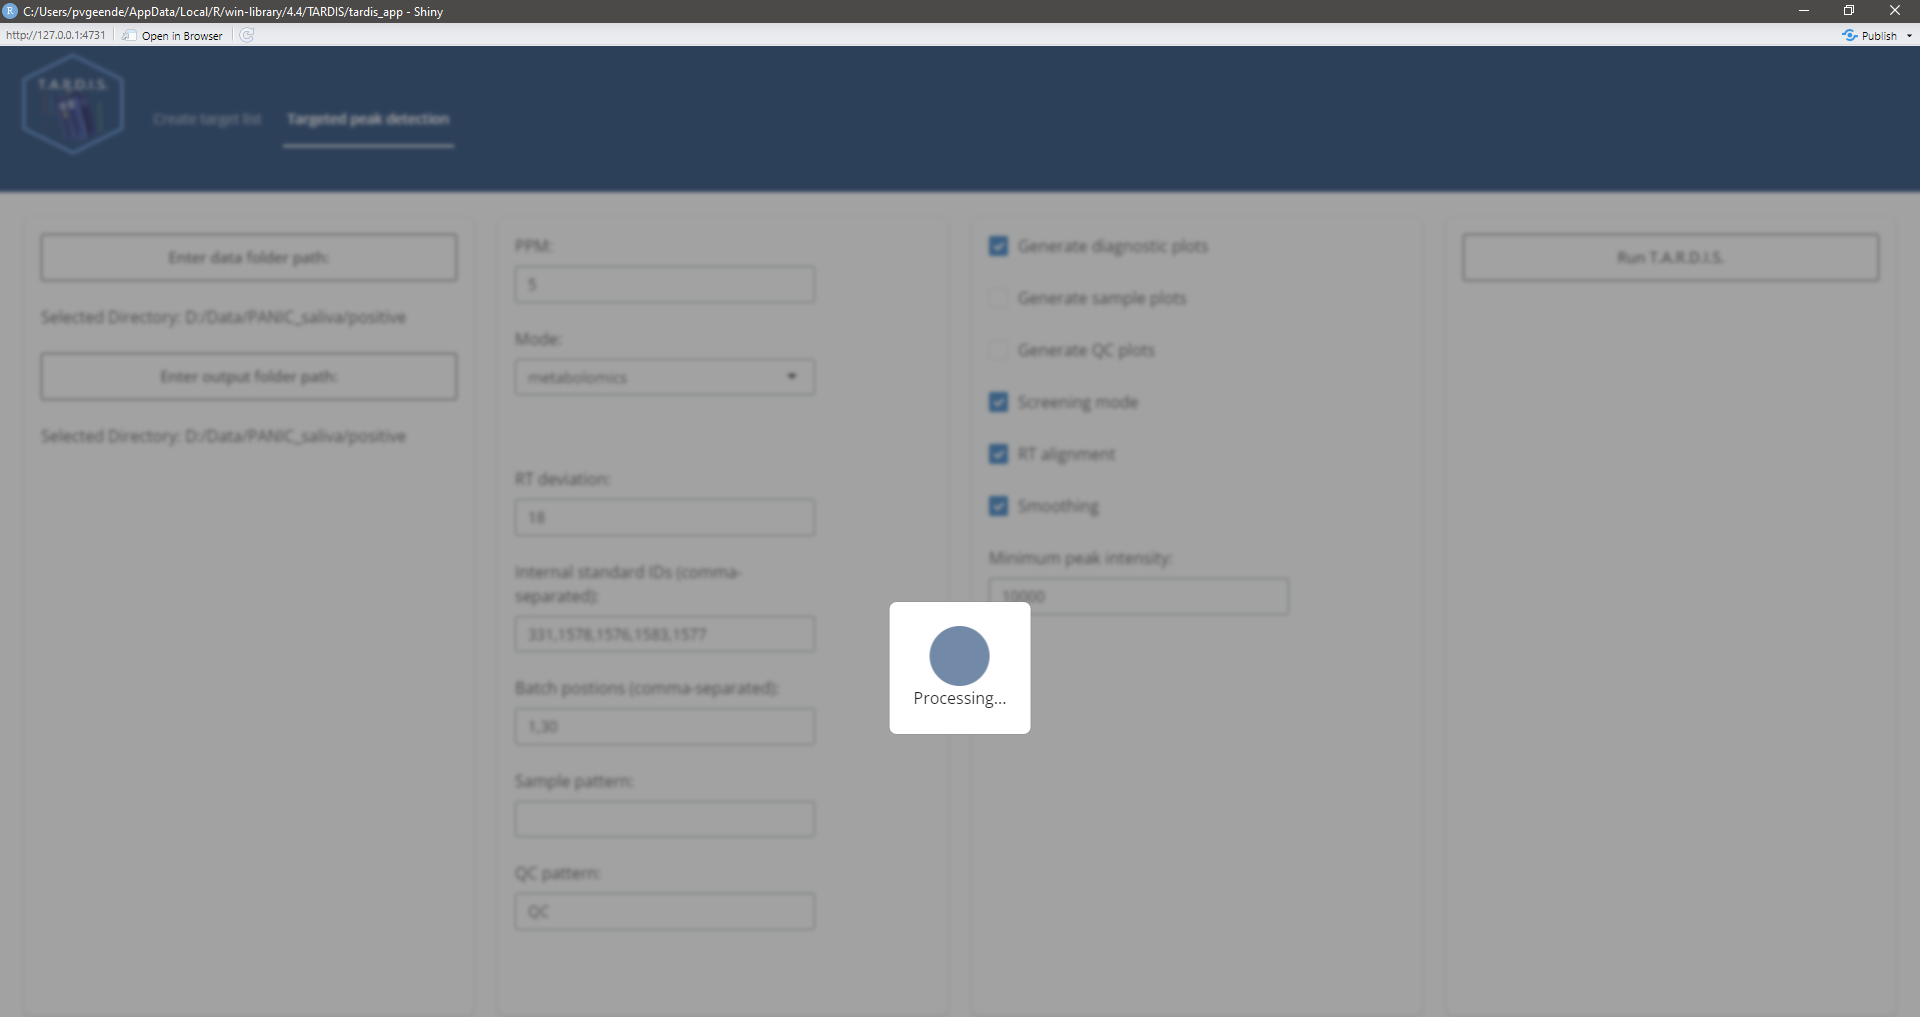 C:/Users/pvgeende/AppData/Local/R/win-library/4.4/TARDIS/tardis_app - Shiny
http://127.0.0.1:4731
Open in Browser
Publish
T.A.R.D.I.S.
Create target list
Targeted peak detection
Enter data folder path:
Selected Directory: D:/Data/PANIC_saliva/positive
Enter output folder path:
Selected Directory: D:/Data/PANIC_saliva/positive
PPM:
5
Mode:
metabolomics
RT deviation:
18
Internal standard IDs (comma-
separated):
331,1578,1576,1583,1577
Batch postions (comma-separated):
1,30
Sample pattern:
QC pattern:
QC
Generate diagnostic plots
Generate sample plots
Generate QC plots
Screening mode
RT alignment
Smoothing
Minimum peak intensity:
10000
Run T.A.R.D.I.S.
Processing...